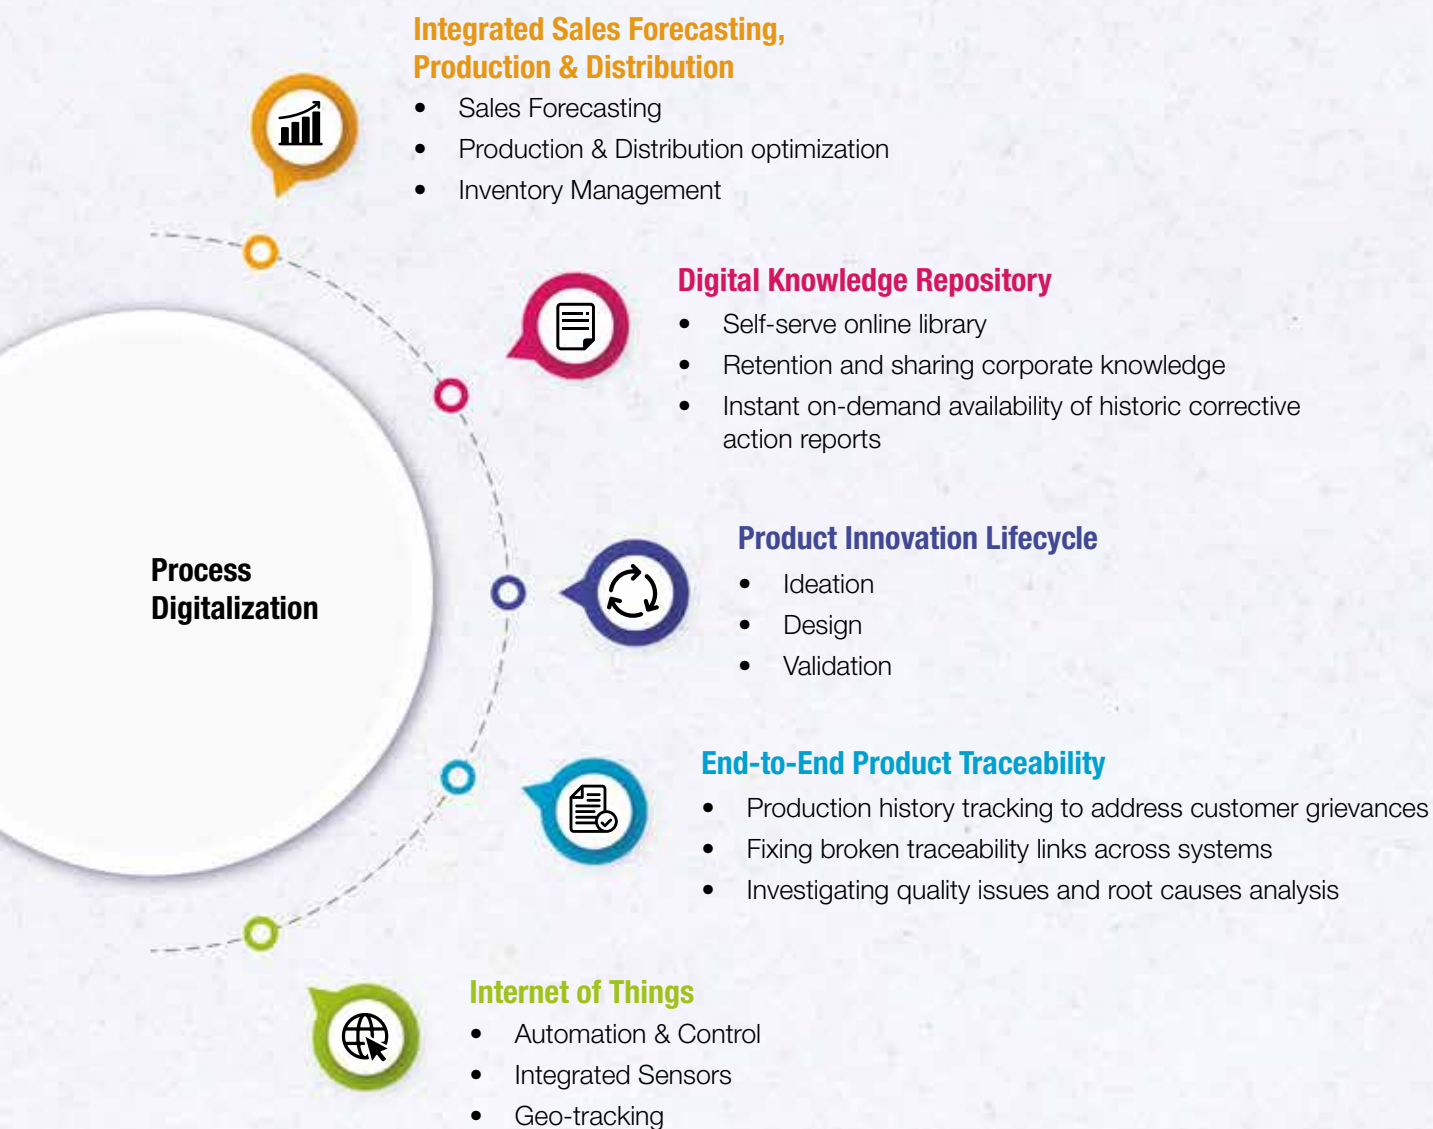 Integrated Sales Forecasting,
Production & Distribution
• Sales Forecasting
• Production & Distribution optimization
• Inventory Management
Digital Knowledge Repository
• Self-serve online library
• Retention and sharing corporate knowledge
• Instant on-demand availability of historic corrective
action reports
Process
Digitalization
Product Innovation Lifecycle
• Ideation
• Design
• Validation
End-to-End Product Traceability
• Production history tracking to address customer grievances
• Fixing broken traceability links across systems
• Investigating quality issues and root causes analysis
Internet of Things
• Automation & Control
• Integrated Sensors
• Geo-tracking